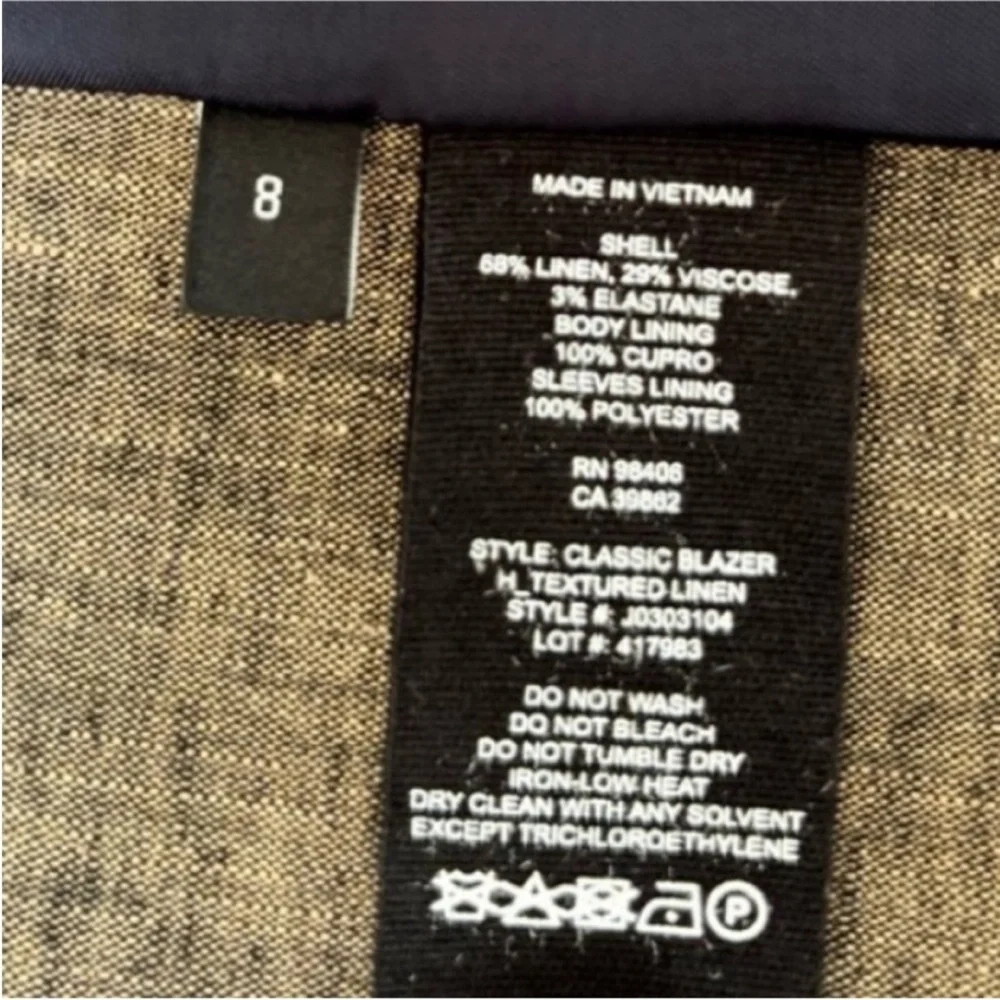 8
MADE IN VIETNAM
SHELL
68% LINEN, 29% VISCOSE,
3% ELASTANE
BODY LINING
100% CUPRO
SLEEVES LINING
100% POLYESTER
RN 98406
CA 39862
STYLE: CLASSIC BLAZER
H_TEXTURED LINEN
STYLE #: J0303104
LOT #: 417983
DO NOT WASH
DO NOT BLEACH
DO NOT TUMBLE DRY
IRON-LOW HEAT
DRY CLEAN WITH ANY SOLVENT
EXCEPT TRICHLOROETHYLENE
P